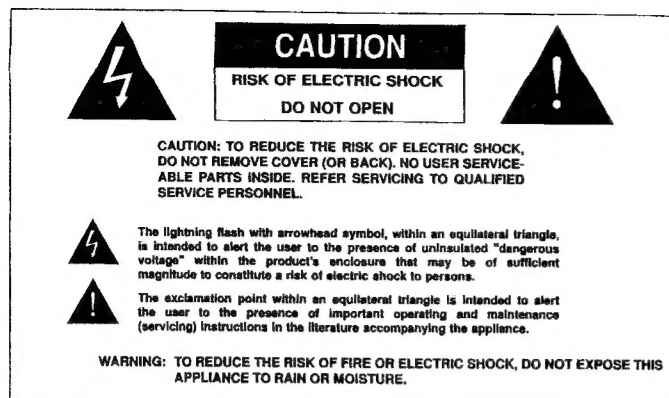 CAUTION
RISK OF ELECTRIC SHOCK
DO NOT OPEN
CAUTION: TO REDUCE THE RISK OF ELECTRIC SHOCK,
DO NOT REMOVE COVER (OR BACK). NO USER SERVICE-
ABLE PARTS INSIDE. REFER SERVICING TO QUALIFIED
SERVICE PERSONNEL.
The lightning flash with arrowhead symbol, within an equilateral triangle,
is intended to alert the user to the presence of uninsulated "dangerous
voltage" within the product's enclosure that may be of sufficient
magnitude to constitute a risk of electric shock to persons.
The exclamation point within an equilateral triangle is intended to alert
the user to the presence of important operating and maintenance
(servicing) instructions in the literature accompanying the appliance.
WARNING: TO REDUCE THE RISK OF FIRE OR ELECTRIC SHOCK, DO NOT EXPOSE THIS
APPLIANCE TO RAIN OR MOISTURE.